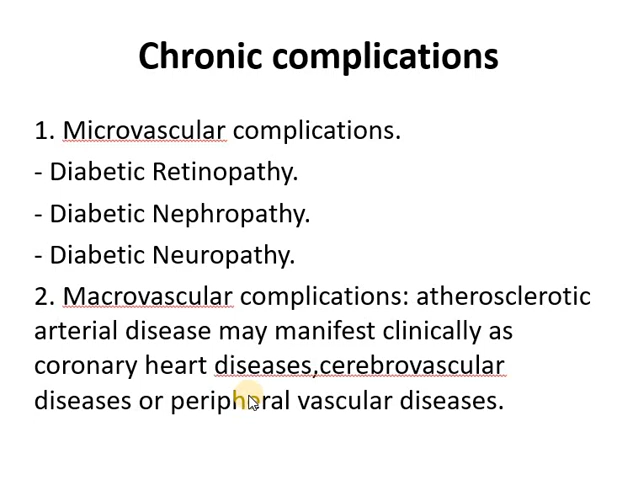 Chronic complications
1. Microvascular complications.
- Diabetic Retinopathy.
- Diabetic Nephropathy.
- Diabetic Neuropathy.
2. Macrovascular complications: atherosclerotic
arterial disease may manifest clinically as
coronary heart diseases,cerebrovascular
diseases or peripheral vascular diseases.